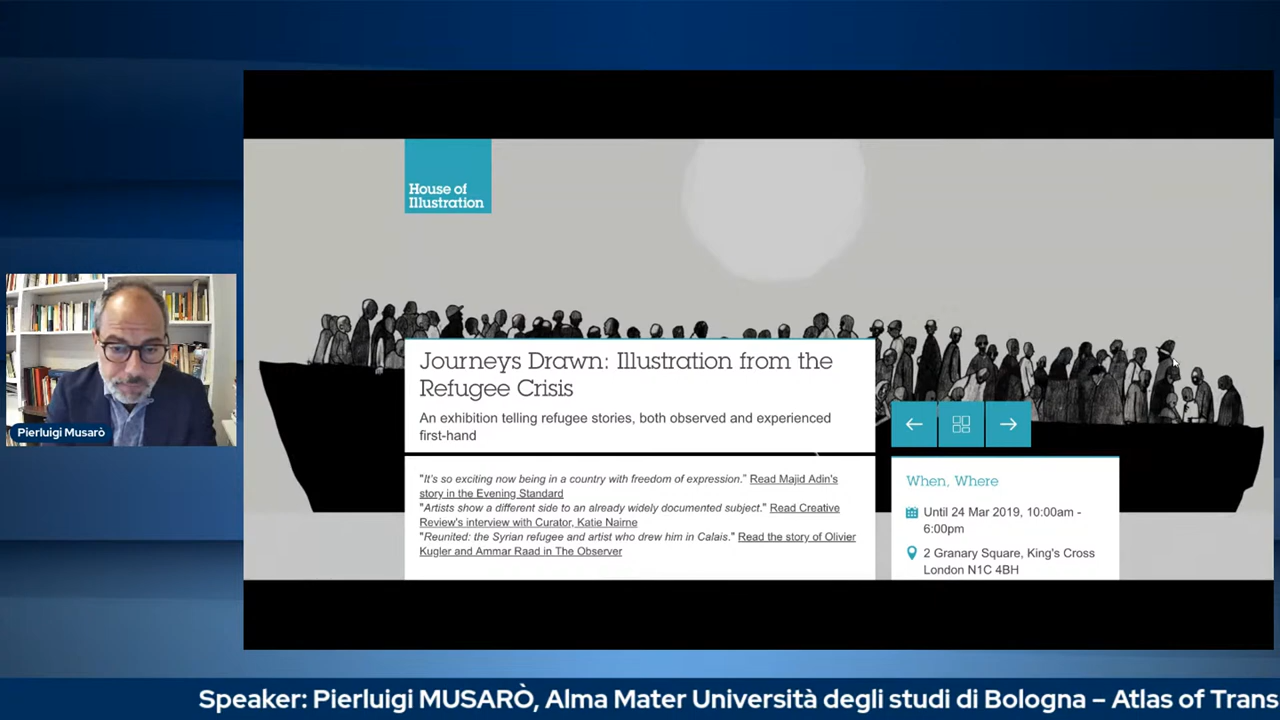 House of
Illustration
Journeys Drawn: Illustration from the
Refugee Crisis
An exhibition telling refugee stories, both observed and experienced
first-hand
"It's so exciting now being in a country with freedom of expression." Read Majid Adin's
story in the Evening Standard
"Artists show a different side to an already widely documented subject." Read Creative
Review's interview with Curator, Katie Nairne
"Reunited: the Syrian refugee and artist who drew him in Calais." Read the story of Olivier
Kugler and Ammar Raad in The Observer
When, Where
Until 24 Mar 2019, 10:00am -
6:00pm
2 Granary Square, King's Cross
London N1C 4BH
Pierluigi Musarò
Speaker: Pierluigi MUSARÒ, Alma Mater Università degli studi di Bologna – Atlas of Trans